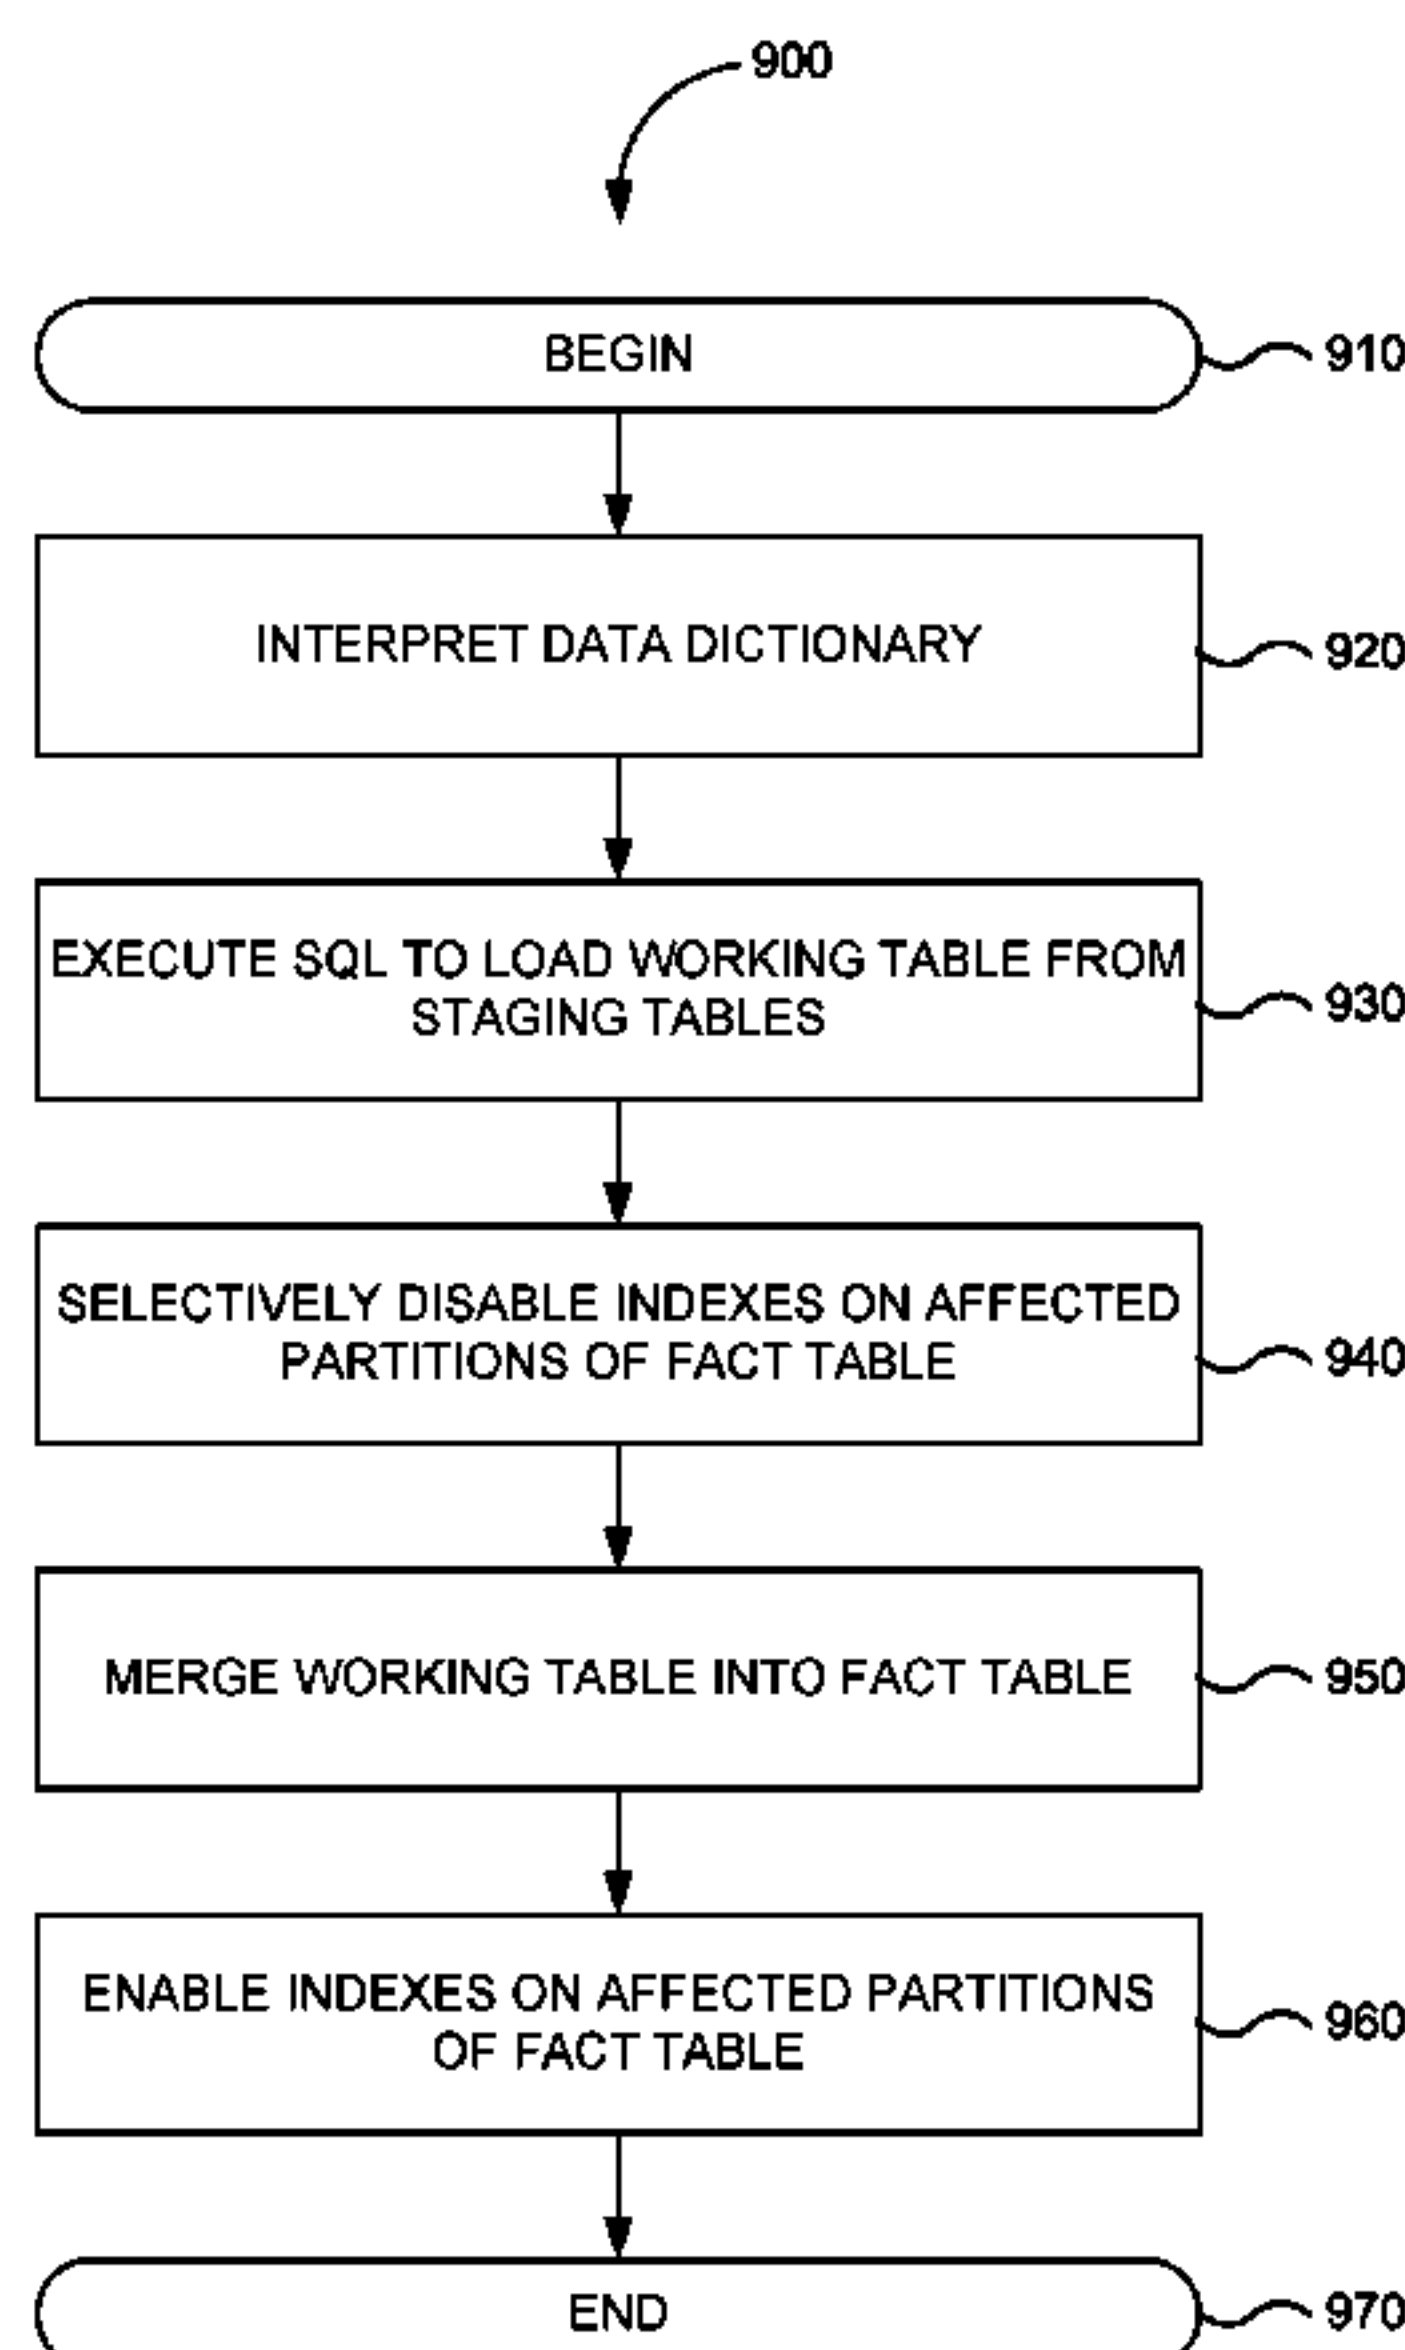 900
BEGIN
910
INTERPRET DATA DICTIONARY
920
EXECUTE SQL TO LOAD WORKING TABLE FROM
STAGING TABLES
930
SELECTIVELY DISABLE INDEXES ON AFFECTED
PARTITIONS OF FACT TABLE
940
MERGE WORKING TABLE INTO FACT TABLE
950
ENABLE INDEXES ON AFFECTED PARTITIONS
OF FACT TABLE
960
END
970